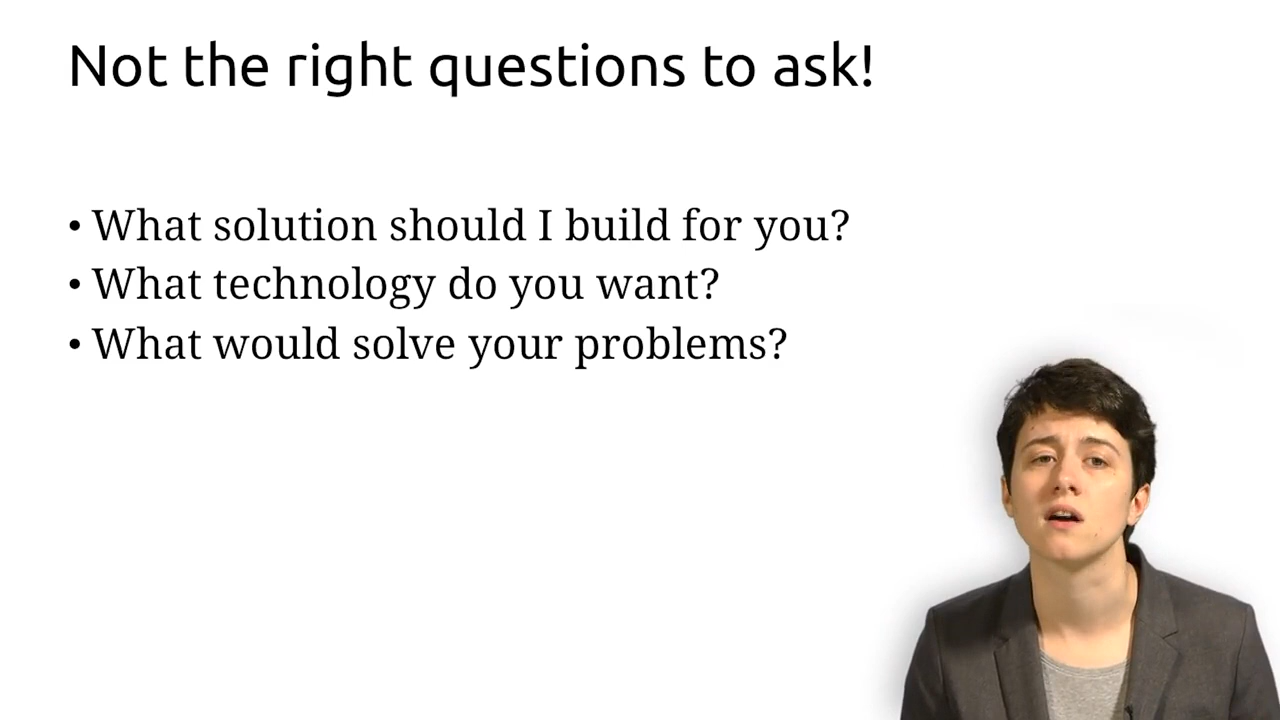 Not the right questions to ask!
• What solution should I build for you?
• What technology do you want?
• What would solve your problems?